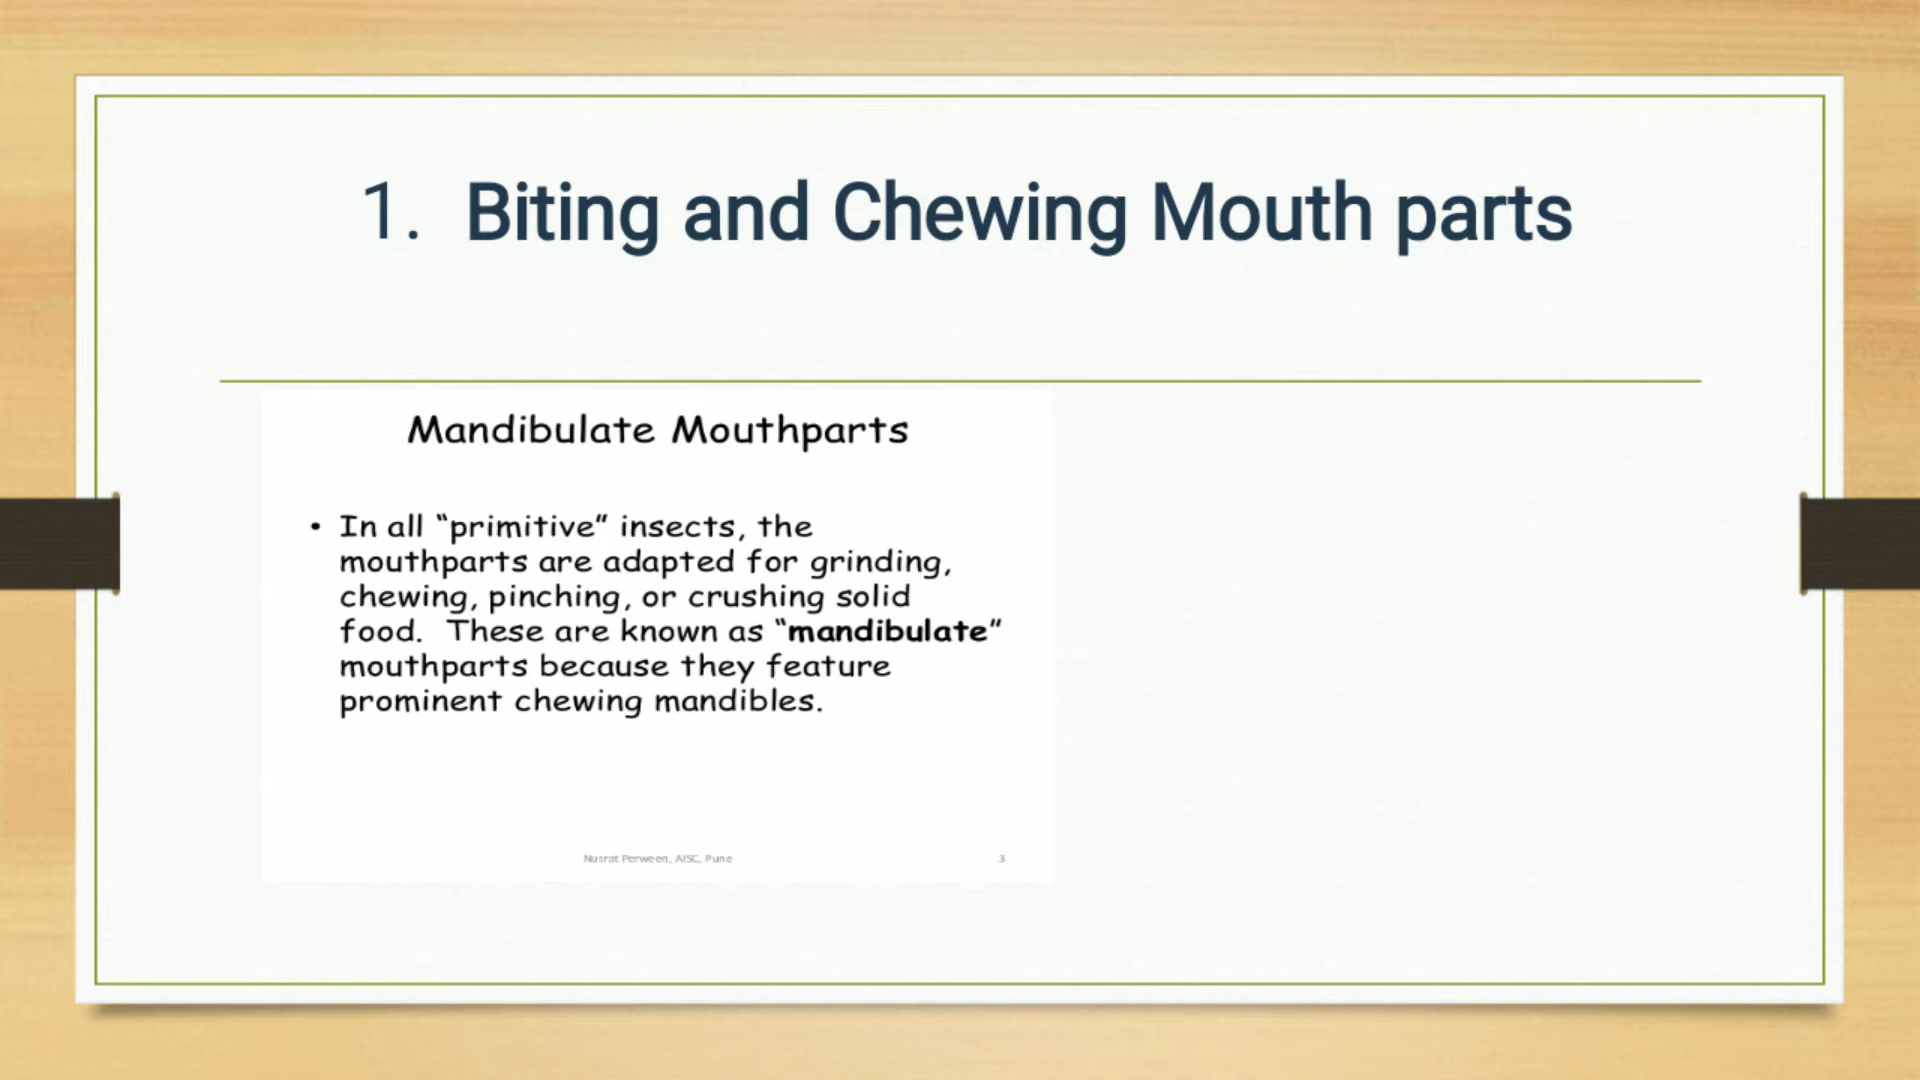 1. Biting and Chewing Mouth parts
Mandibulate Mouthparts
• In all “primitive” insects, the
mouthparts are adapted for grinding,
chewing, pinching, or crushing solid
food. These are known as “mandibulate”
mouthparts because they feature
prominent chewing mandibles.
Nusrat Perween, AISC, Pune
3